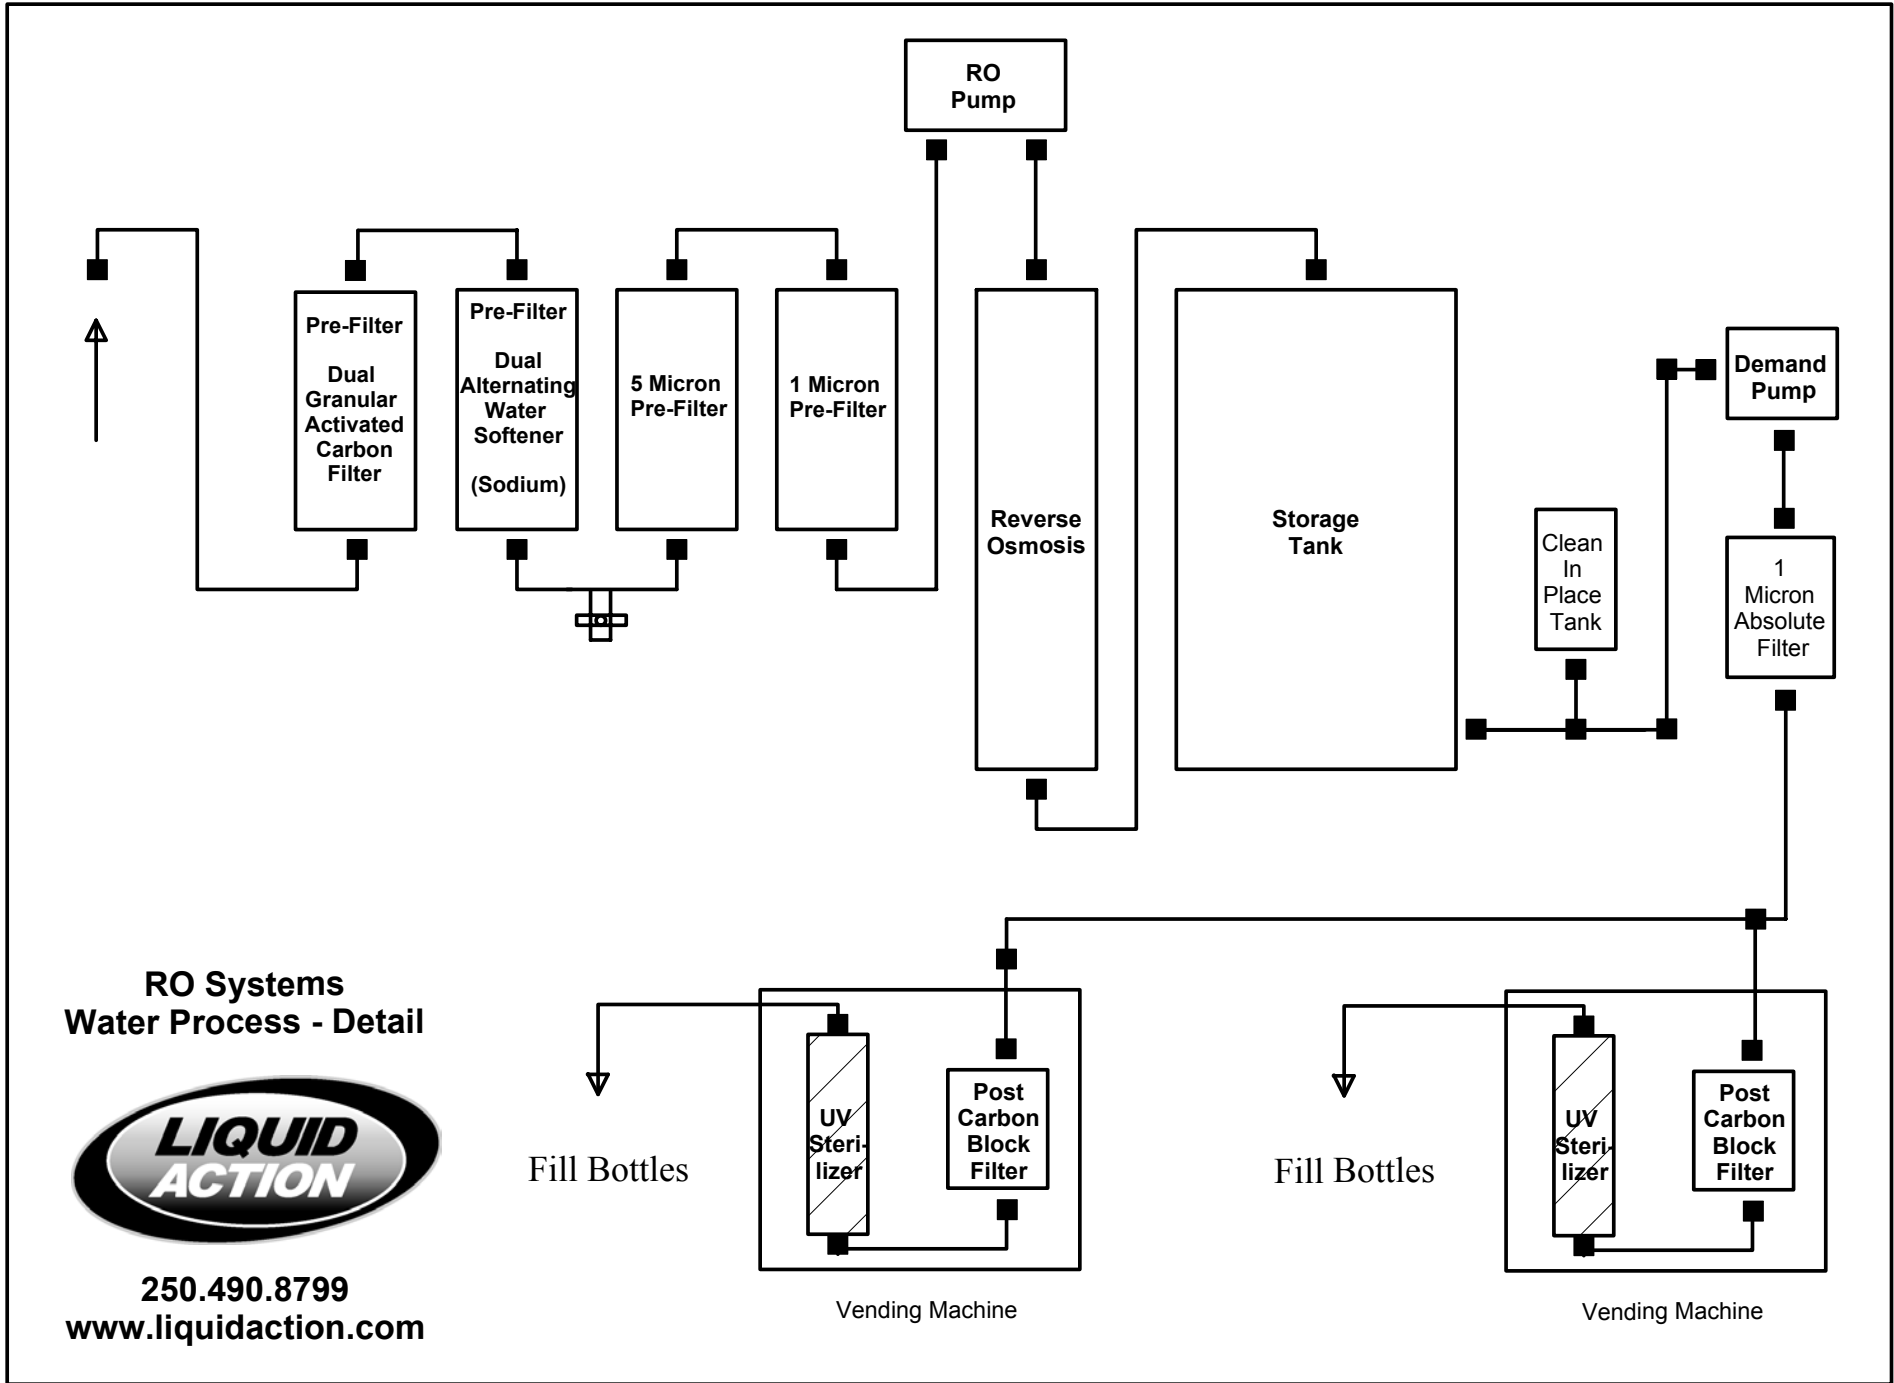 RO
Pump
Pre-Filter
Dual
Granular
Activated
Carbon
Filter
Pre-Filter
Dual
Alternating
Water
Softener
(Sodium)
5 Micron
Pre-Filter
1 Micron
Pre-Filter
Reverse
Osmosis
Storage
Tank
Clean
In
Place
Tank
Demand
Pump
1
Micron
Absolute
Filter
RO Systems
Water Process - Detail
LIQUID
ACTION
250.490.8799
www.liquidaction.com
Fill Bottles
UV
Steri-
lizer
Post
Carbon
Block
Filter
Vending Machine
Fill Bottles
UV
Steri-
lizer
Post
Carbon
Block
Filter
Vending Machine